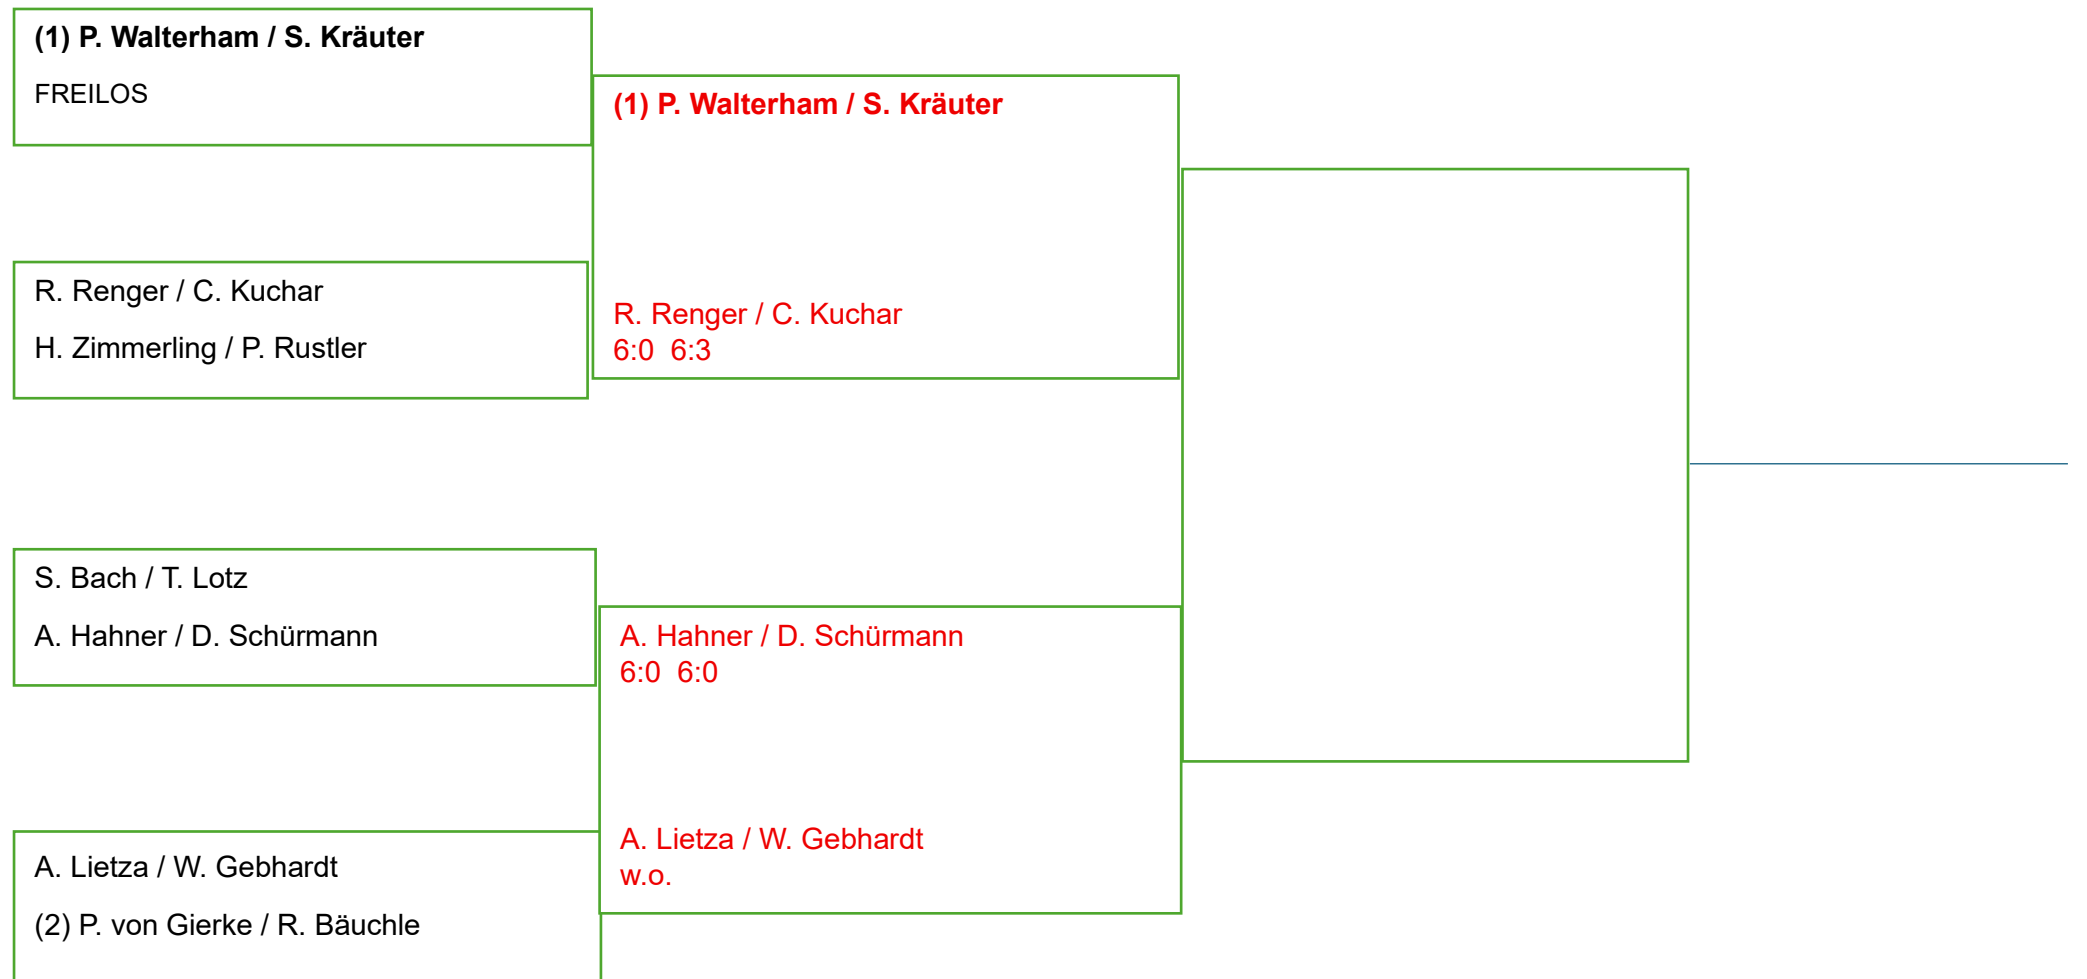 (1) P. Walterham / S. Kräuter
FREILOS
R. Renger / C. Kuchar
H. Zimmerling / P. Rustler
S. Bach / T. Lotz
A. Hahner / D. Schürmann
A. Lietza / W. Gebhardt
(2) P. von Gierke / R. Bäuchle
(1) P. Walterham / S. Kräuter
R. Renger / C. Kuchar
6:0 6:3
A. Hahner / D. Schürmann
6:0 6:0
A. Lietza / W. Gebhardt
w.o.